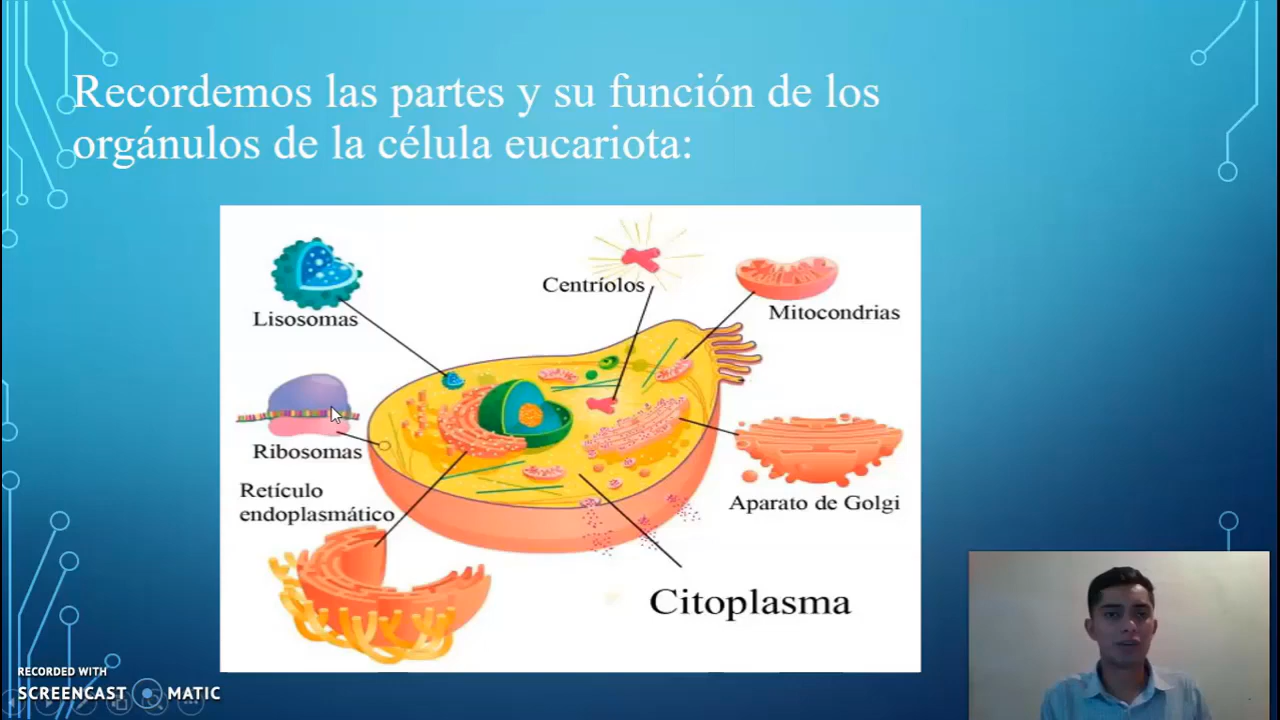 Recordemos las partes y su función de los
orgánulos de la célula eucariota:
Centríolos
Lisosomas
Mitocondrias
Ribosomas
Retículo
endoplasmático
Aparato de Golgi
Citoplasma
RECORDED WITH
SCREENCAST MATIC